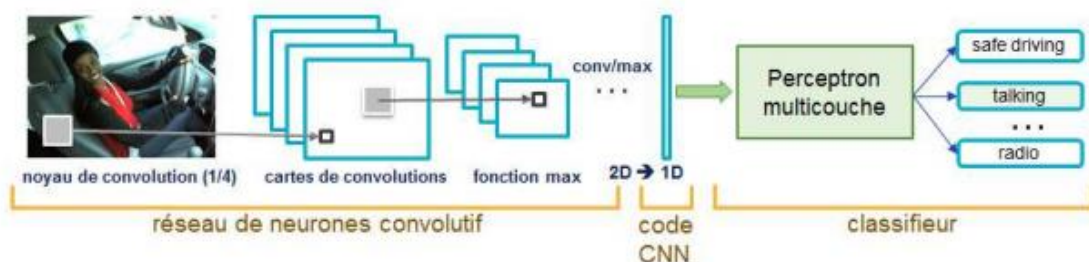 conv/max
...
noyau de convolution (1/4)
cartes de convolutions
fonction max
2D → 1D
réseau de neurones convolutif
code
CNN
Perceptron
multicouche
safe driving
talking
...
radio
classifieur